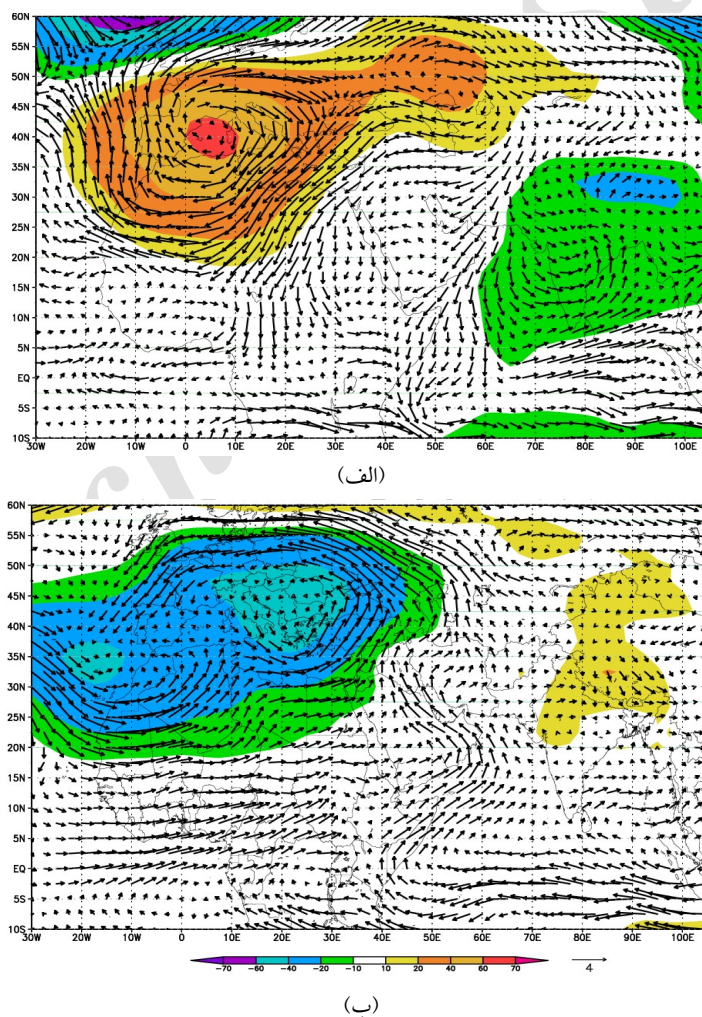 60N
55N
50N
45N
40N
35N
30N
25N
20N
15N
10N
5N
EQ
5S
10S
30W 20W 10W 0 10E 20E 30E 40E 50E 60E 70E 80E 90E 100E
(الف)
60N
55N
50N
45N
40N
35N
30N
25N
20N
15N
10N
5N
EQ
5S
10S
30W 20W 10W 0 10E 20E 30E 40E 50E 60E 70E 80E 90E
-70 -60 -40 -20 -10 10 20 40 60 70 4
(ب)